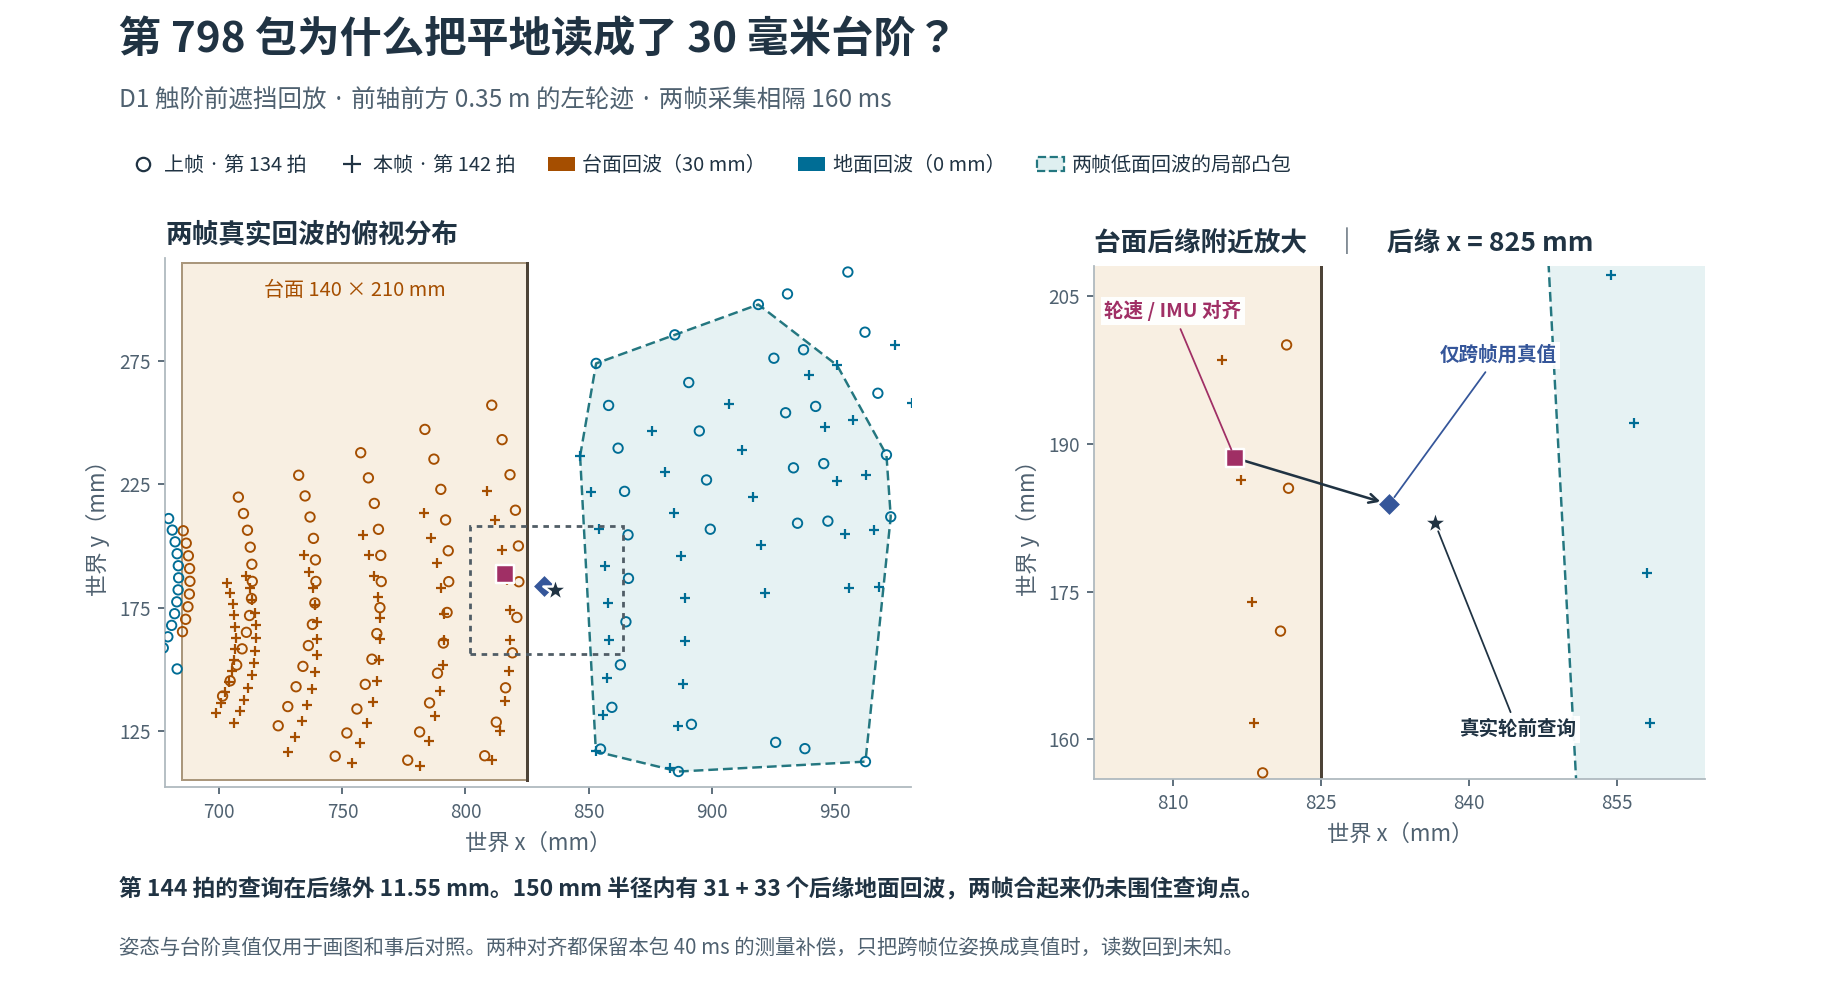 第 798 包为什么把平地读成了 30 毫米台阶？
D1 触阶前遮挡回放 · 前轴前方 0.35 m 的左轮迹 · 两帧采集相隔 160 ms
上帧 · 第 134 拍
本帧 · 第 142 拍
台面回波（30 mm）
地面回波（0 mm）
两帧低面回波的局部凸包
两帧真实回波的俯视分布
台面 140 × 210 mm
275
225
175
125
世界 y（mm）
700
750
800
850
900
950
世界 x（mm）
台面后缘附近放大 ｜ 后缘 x = 825 mm
轮速 / IMU 对齐
仅跨帧用真值
真实轮前查询
205
190
175
160
世界 y（mm）
810
825
840
855
世界 x（mm）
第 144 拍的查询在后缘外 11.55 mm。150 mm 半径内有 31 + 33 个后缘地面回波，两帧合起来仍未围住查询点。
姿态与台阶真值仅用于画图和事后对照。两种对齐都保留本包 40 ms 的测量补偿，只把跨帧位姿换成真值时，读数回到未知。